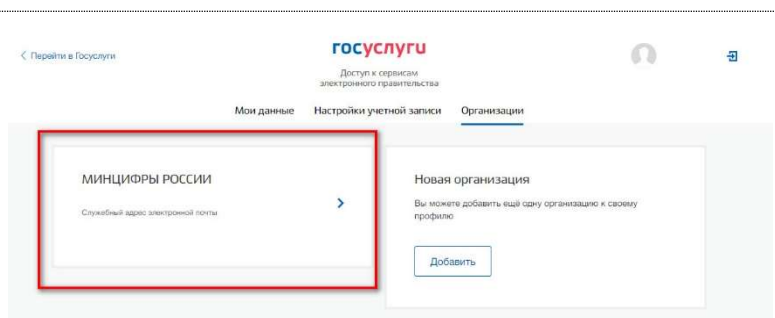 Перейти в Госуслуги
госуслуги
Доступ к сервисам
электронного правительства
Мои данные Настройки учетной записи Организации
МИНЦИФРЫ РОССИИ
Служебный адрес электронной почты
Новая организация
Вы можете добавить ещё одну организацию к своему
профилю
Добавить